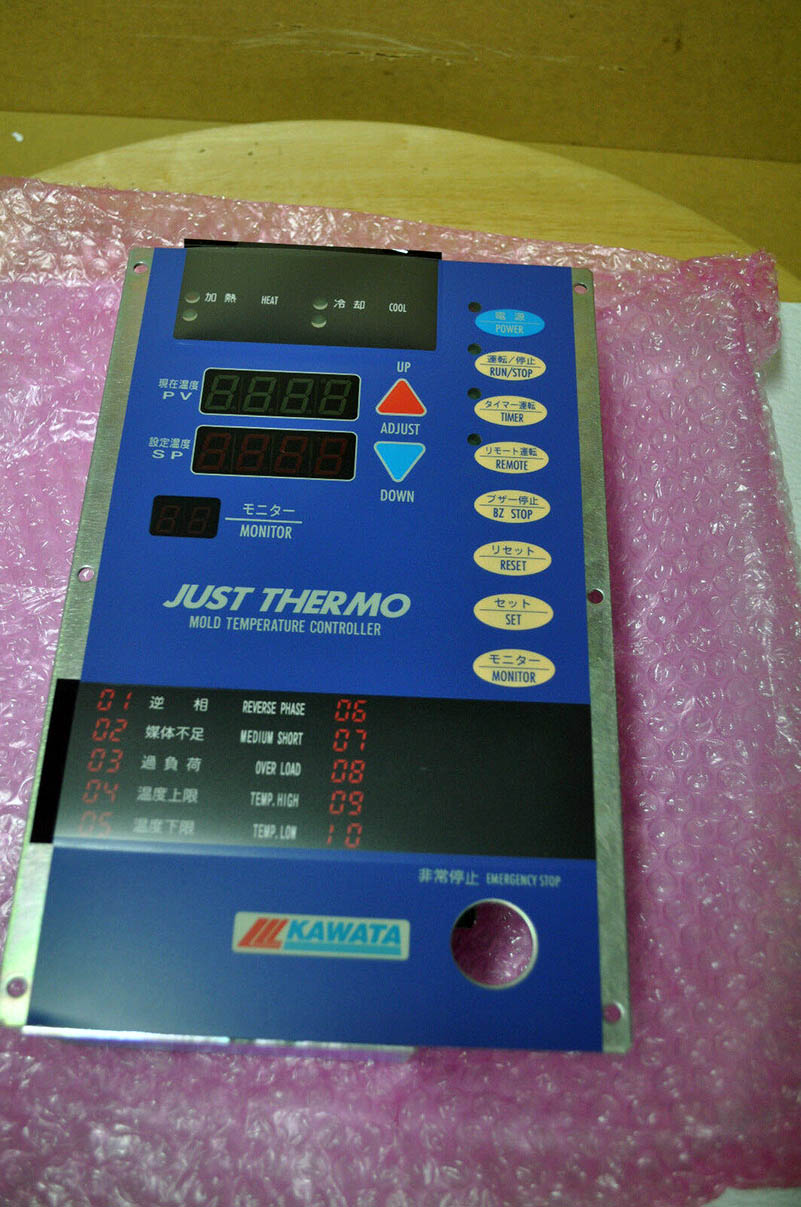 加熱 HEAT 冷却 COOL
電源
POWER
運転/停止
RUN/STOP
現在温度
PV
UP
ADJUST
タイマー運転
TIMER
設定温度
SP
DOWN
リモート運転
REMOTE
モニター
MONITOR
ブザー停止
BZ STOP
リセット
RESET
JUST THERMO
MOLD TEMPERATURE CONTROLLER
セット
SET
モニター
MONITOR
01 逆相 REVERSE PHASE 06
02 媒体不足 MEDIUM SHORT 07
03 過負荷 OVER LOAD 08
04 温度上限 TEMP.HIGH 09
05 温度下限 TEMP.LOW 10
非常停止 EMERGENCY STOP
KAWATA